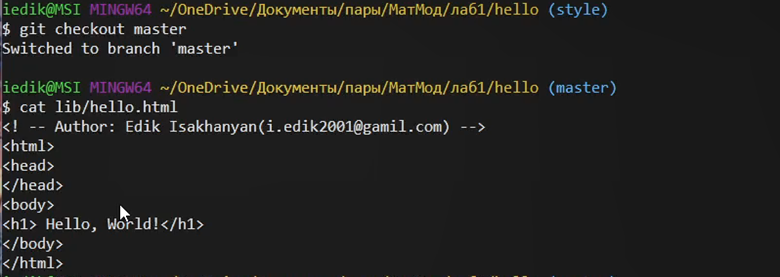 iedik@MSI MINGW64 ~/OneDrive/Документы/пары/МатМод/лаб1/hello (style)
$ git checkout master
Switched to branch 'master'
iedik@MSI MINGW64 ~/OneDrive/Документы/пары/МатМод/лаб1/hello (master)
$ cat lib/hello.html
<! -- Author: Edik Isakhanyan(i.edik2001@gamil.com) -->
<html>
<head>
</head>
<body>
<h1> Hello, World!</h1>
</body>
</html>